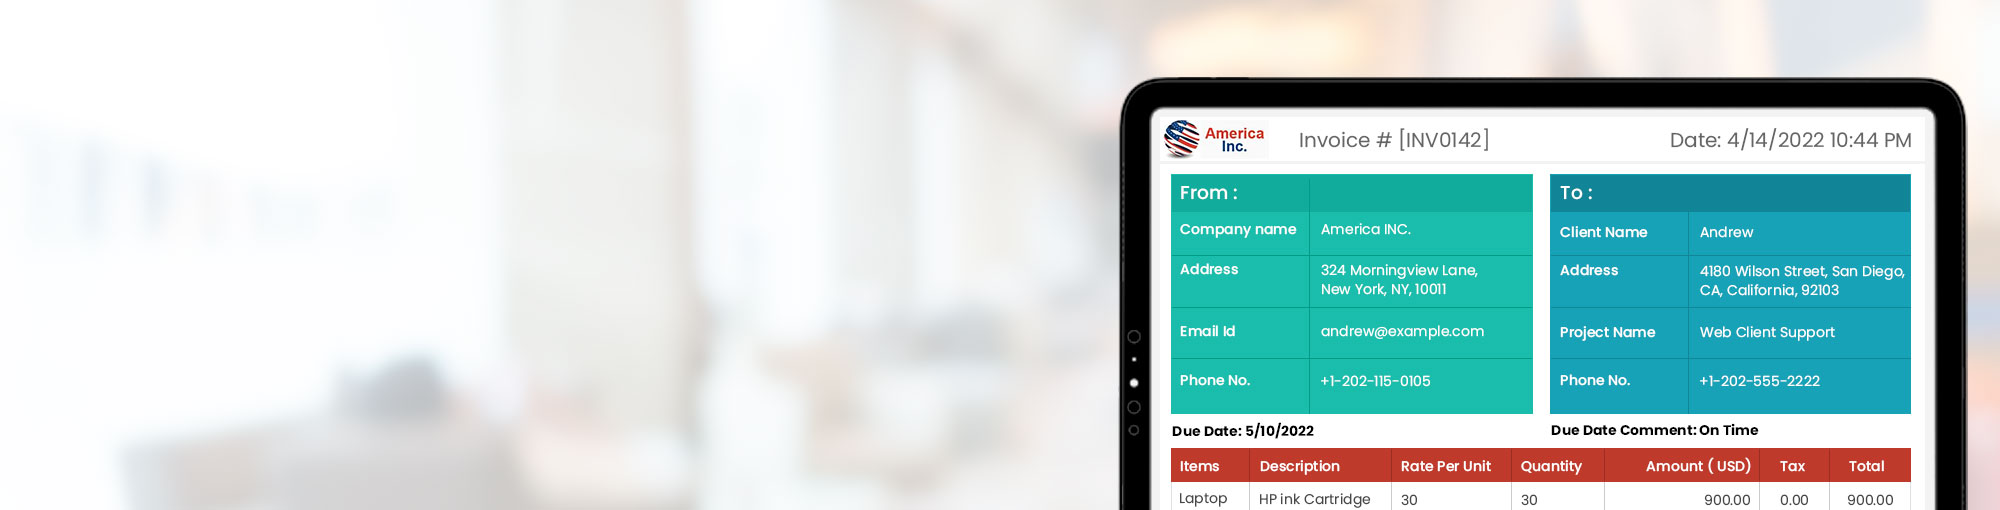 America
Inc.
Invoice # [INV0142]
Date: 4/14/2022 10:44 PM
From :
Company name America INC.
Address 324 Morningview Lane,
New York, NY, 10011
Email Id andrew@example.com
Phone No. +1-202-115-0105
To :
Client Name Andrew
Address 4180 Wilson Street, San Diego,
CA, California, 92103
Project Name Web Client Support
Phone No. +1-202-555-2222
Due Date: 5/10/2022
Due Date Comment: On Time
Items Description Rate Per Unit Quantity Amount ( USD) Tax Total
Laptop HP ink Cartridge 30 30 900.00 0.00 900.00